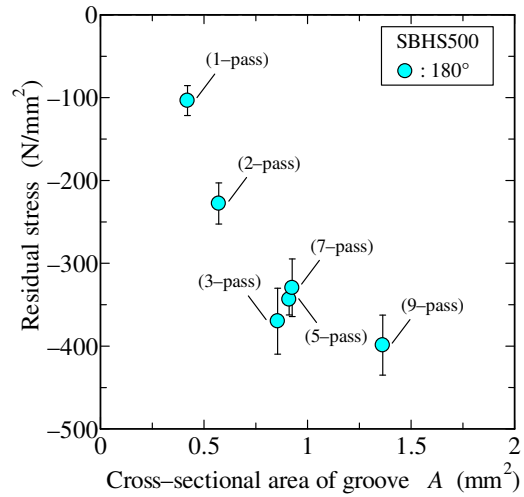 0
SBHS500
: 180°
(1–pass)
−100
(2–pass)
−200
(7–pass)
(3–pass)
−300
(9–pass)
(5–pass)
−400
−500
0 0.5 1 1.5 2
Residual stress (N/mm²)
Cross–sectional area of groove A (mm²)